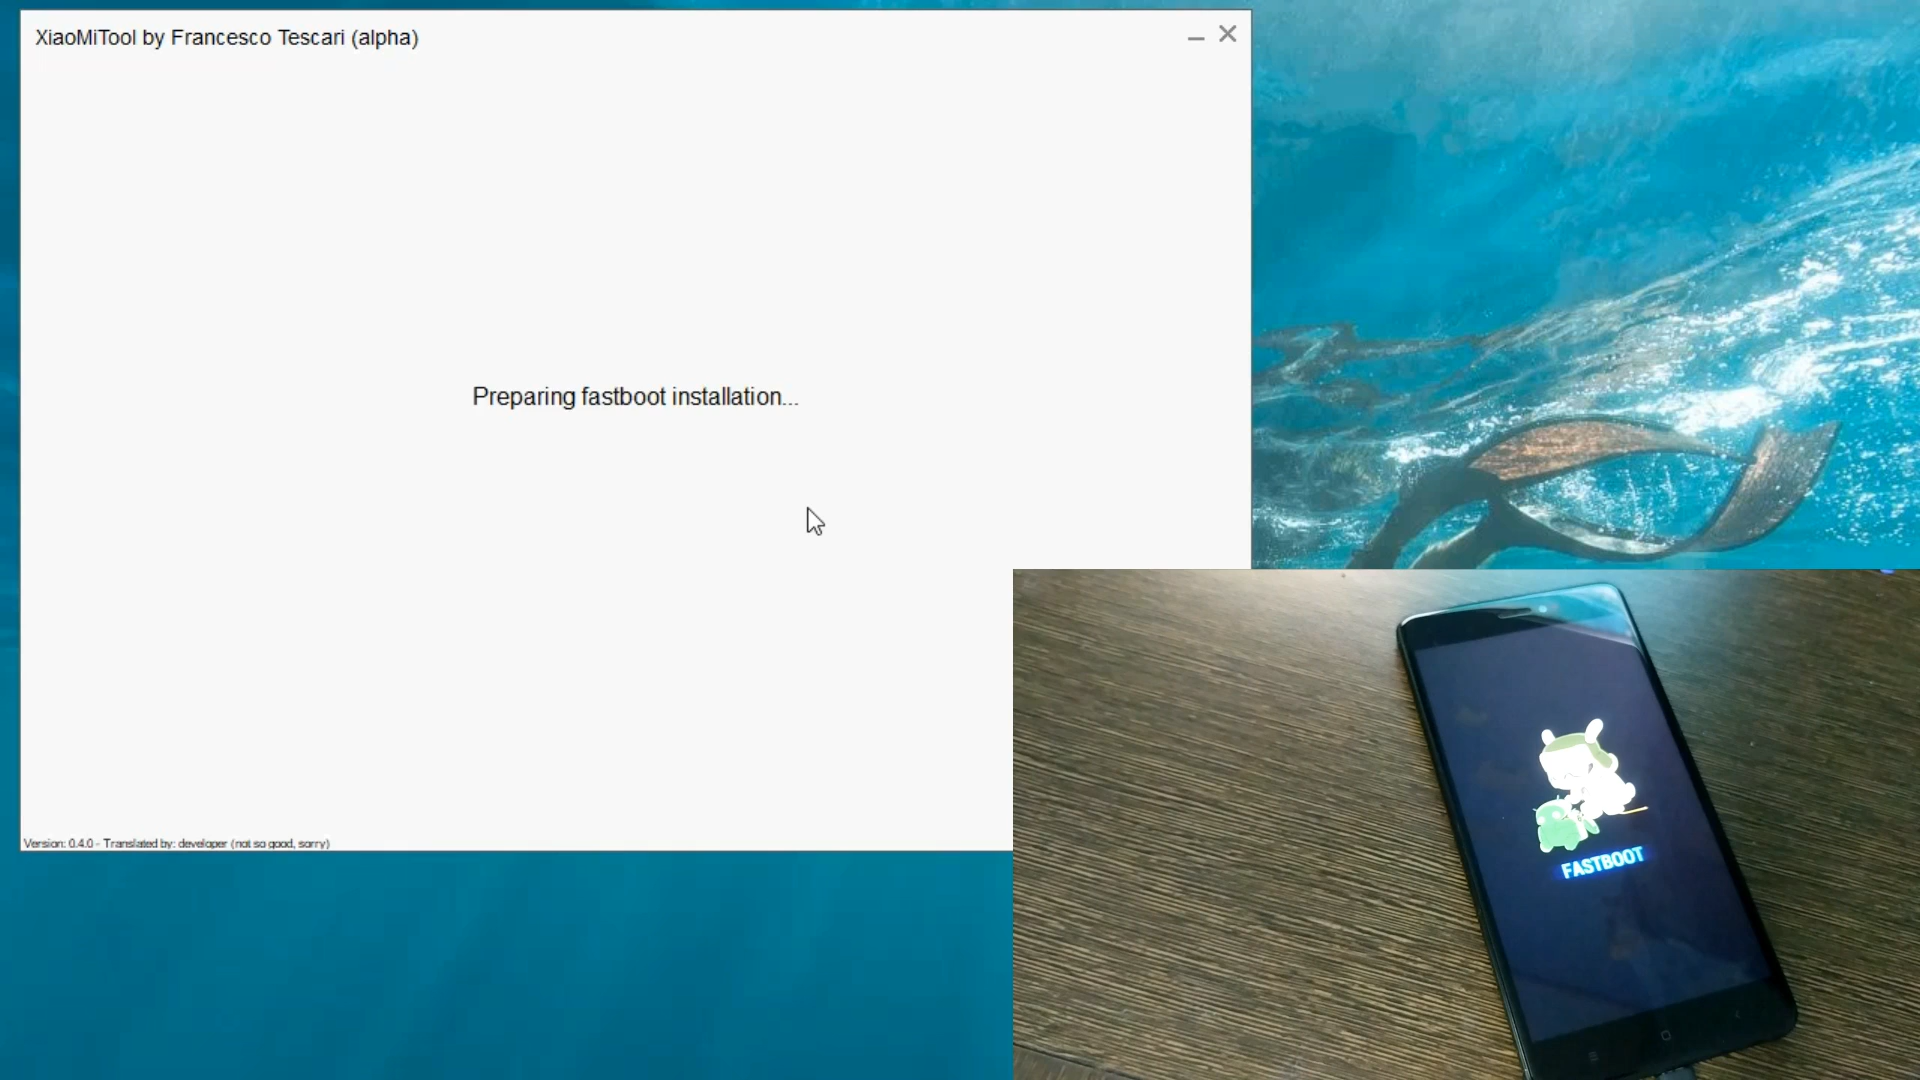 XiaoMiTool by Francesco Tescari (alpha)
Preparing fastboot installation...
Version: 0.4.0 - Translated by: developer (not so good, sorry)
FASTBOOT